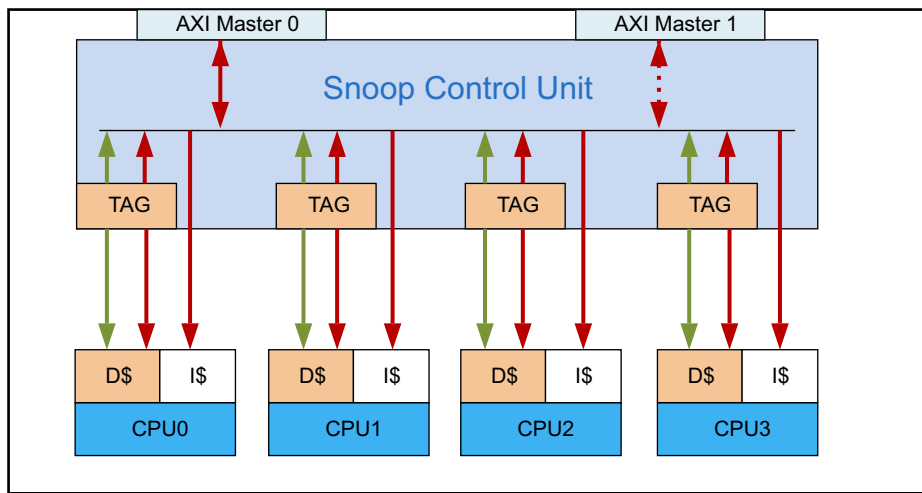 AXI Master 0
AXI Master 1
Snoop Control Unit
TAG
TAG
TAG
TAG
D$
I$
D$
I$
D$
I$
D$
I$
CPU0
CPU1
CPU2
CPU3